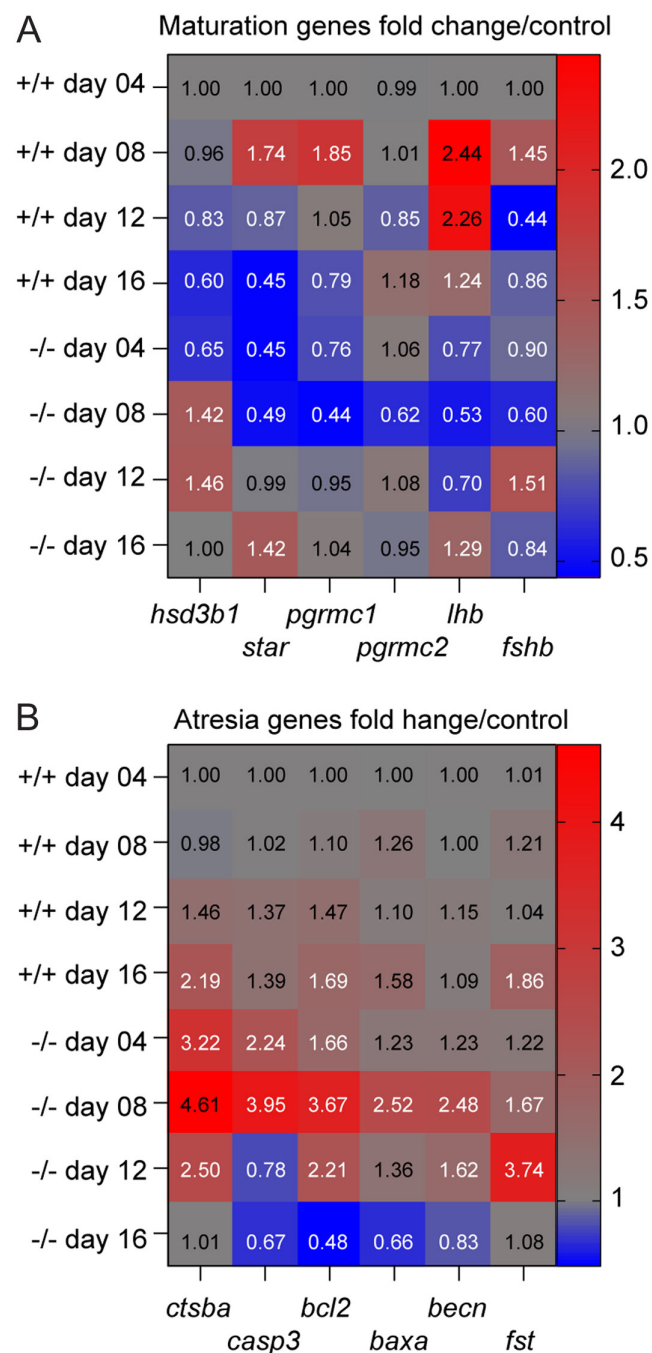 A
Maturation genes fold change/control
+/+ day 04 1.00 1.00 1.00 0.99 1.00 1.00
+/+ day 08 0.96 1.74 1.85 1.01 2.44 1.45
2.0
+/+ day 12 0.83 0.87 1.05 0.85 2.26 0.44
+/+ day 16 0.60 0.45 0.79 1.18 1.24 0.86
1.5
-/- day 04 0.65 0.45 0.76 1.06 0.77 0.90
-/- day 08 1.42 0.49 0.44 0.62 0.53 0.60
1.0
-/- day 12 1.46 0.99 0.95 1.08 0.70 1.51
-/- day 16 1.00 1.42 1.04 0.95 1.29 0.84
0.5
hsd3b1 pgrmc1 lhb
star pgrmc2 fshb
B
Atresia genes fold hange/control
+/+ day 04 1.00 1.00 1.00 1.00 1.00 1.01
4
+/+ day 08 0.98 1.02 1.10 1.26 1.00 1.21
+/+ day 12 1.46 1.37 1.47 1.10 1.15 1.04
3
+/+ day 16 2.19 1.39 1.69 1.58 1.09 1.86
-/- day 04 3.22 2.24 1.66 1.23 1.23 1.22
2
-/- day 08 4.61 3.95 3.67 2.52 2.48 1.67
-/- day 12 2.50 0.78 2.21 1.36 1.62 3.74
1
-/- day 16 1.01 0.67 0.48 0.66 0.83 1.08
ctsba bcl2 becn
casp3 baxa fst